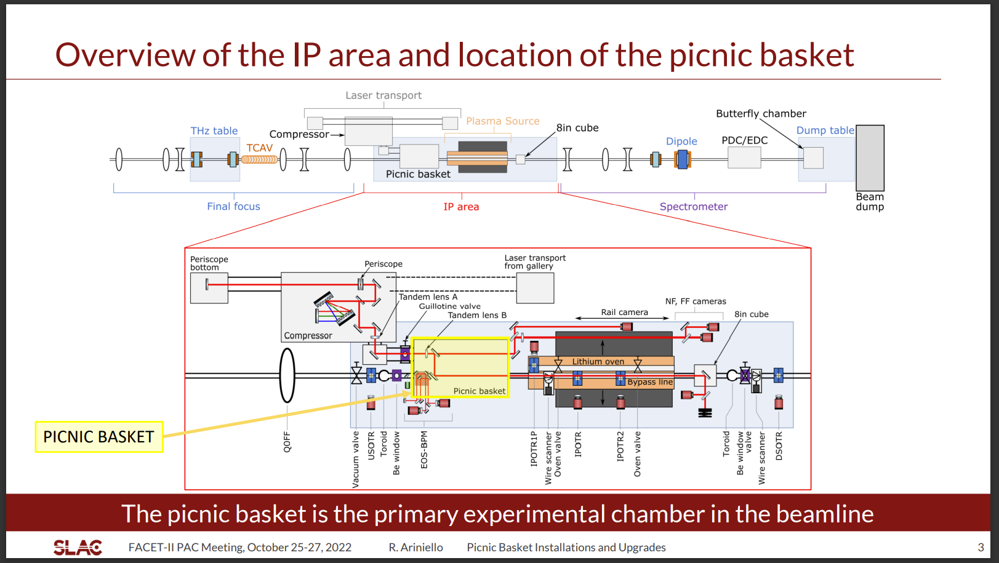 Overview of the IP area and location of the picnic basket
Laser transport
THz table
Compressor
TCAV
Plasma Source
8in cube
Picnic basket
Butterfly chamber
Dipole
PDC/EDC
Dump table
Beam
dump
Final focus
IP area
Spectrometer
Periscope
bottom
Periscope
Laser transport
from gallery
Tandem lens A
Guillotine valve
Tandem lens B
Compressor
Rail camera
NF, FF cameras
8in cube
Lithium oven
Bypass line
Picnic basket
PICNIC BASKET
Q0FF
Vacuum valve
USOTR
Toroid
Be window
EOS-BPM
IPOTR1P
Wire scanner
Oven valve
IPOTR
IPOTR2
Oven valve
Toroid
Be window
valve
Wire scanner
DSOTR
The picnic basket is the primary experimental chamber in the beamline
SLAC
FACET-II PAC Meeting, October 25-27, 2022
R. Ariniello
Picnic Basket Installations and Upgrades
3